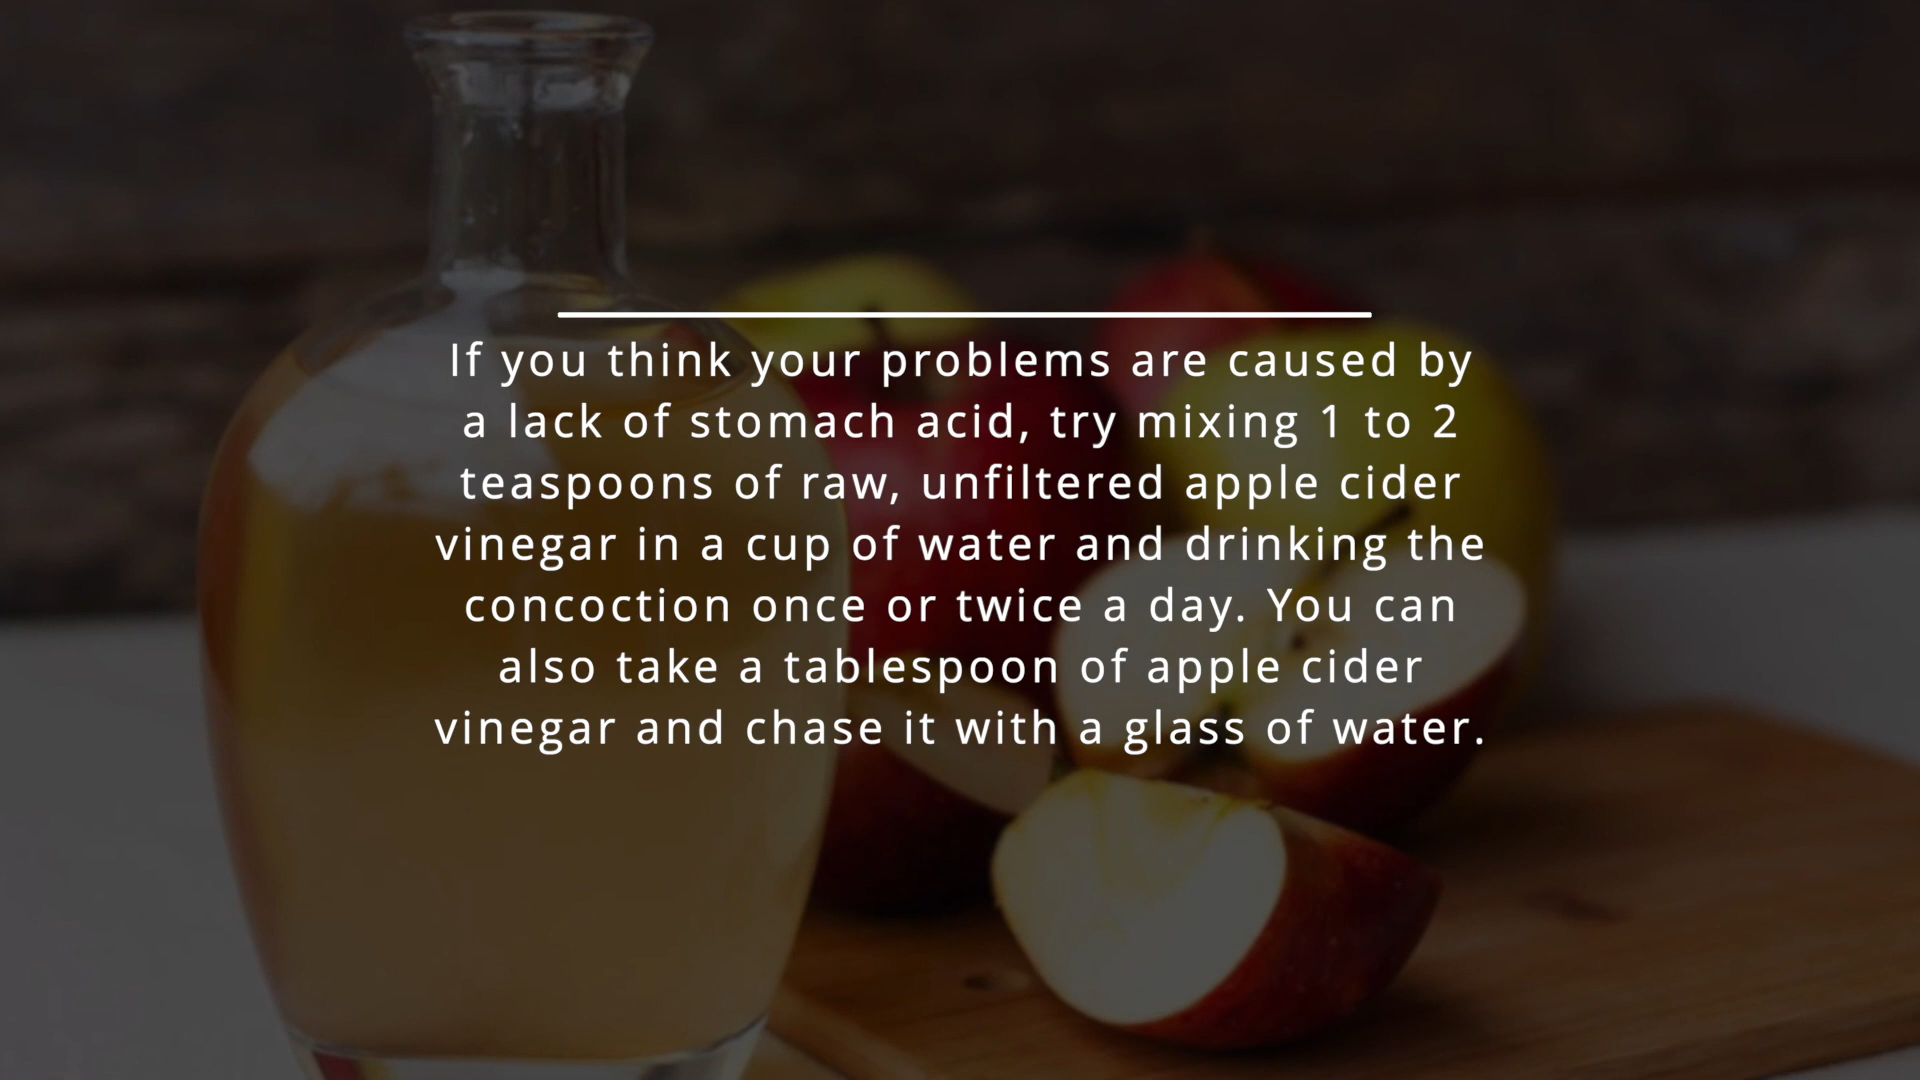 If you think your problems are caused by
a lack of stomach acid, try mixing 1 to 2
teaspoons of raw, unfiltered apple cider
vinegar in a cup of water and drinking the
concoction once or twice a day. You can
also take a tablespoon of apple cider
vinegar and chase it with a glass of water.